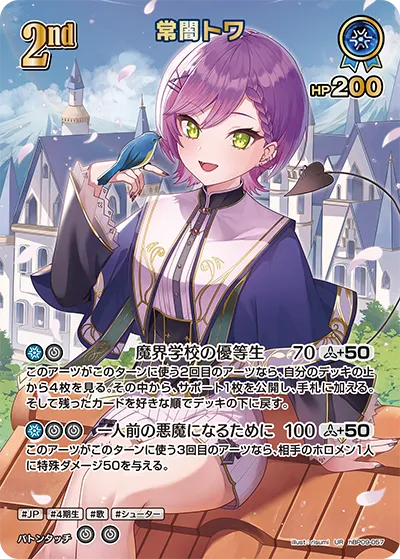 2nd
常闇トワ
HP200
魔界学校の優等生 70 +50
このアーツがこのターンに使う2回目のアーツなら、自分のデッキの上
から4枚を見る。その中から、サポート1枚を公開し、手札に加える。
そして残ったカードを好きな順でデッキの下に戻す。
一人前の悪魔になるために 100 +50
このアーツがこのターンに使う3回目のアーツなら、相手のホロメン1人
に特殊ダメージ50を与える。
#JP #4期生 #歌 #シューター
バトンタッチ
illust risumi UR